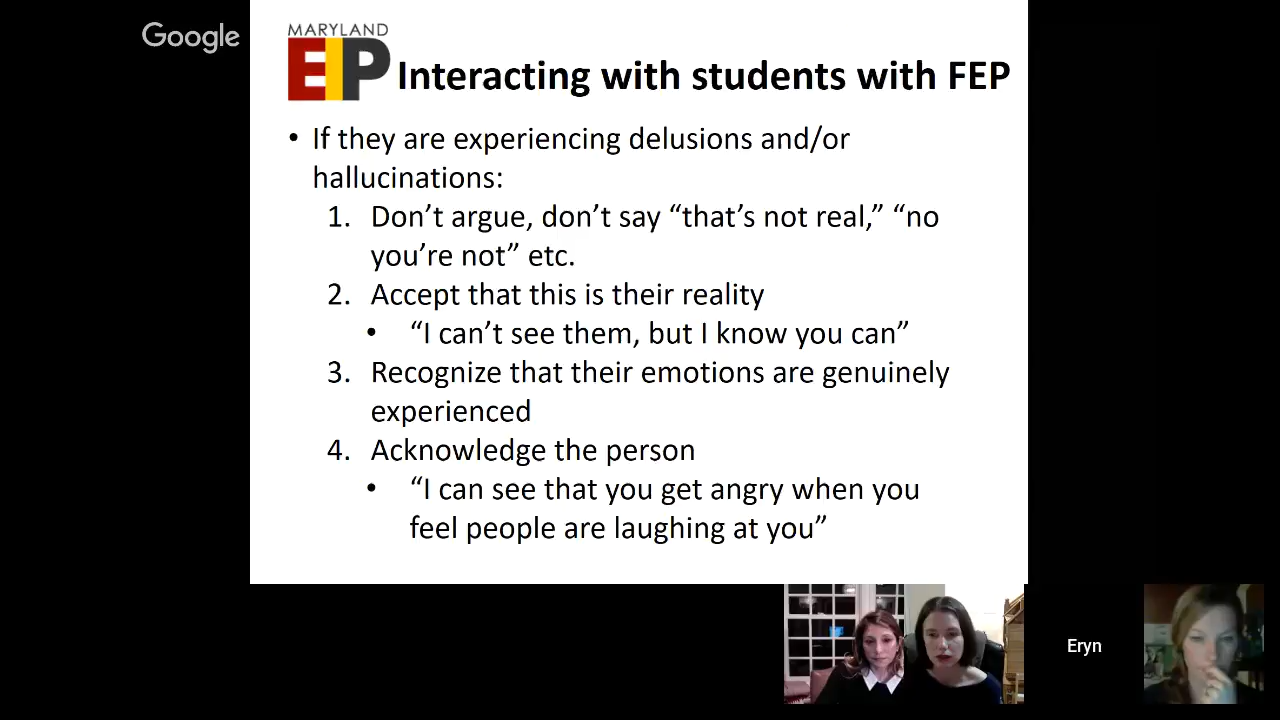 Google
MARYLAND
EIP
Interacting with students with FEP
• If they are experiencing delusions and/or
hallucinations:
1. Don’t argue, don’t say “that’s not real,” “no
you’re not” etc.
2. Accept that this is their reality
• “I can’t see them, but I know you can”
3. Recognize that their emotions are genuinely
experienced
4. Acknowledge the person
• “I can see that you get angry when you
feel people are laughing at you”
Eryn